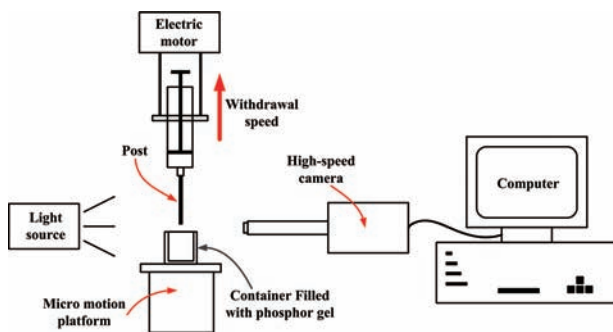 Electric
motor
Withdrawal
speed
Post
High-speed
camera
Computer
Light
source
Micro motion
platform
Container Filled
with phosphor gel